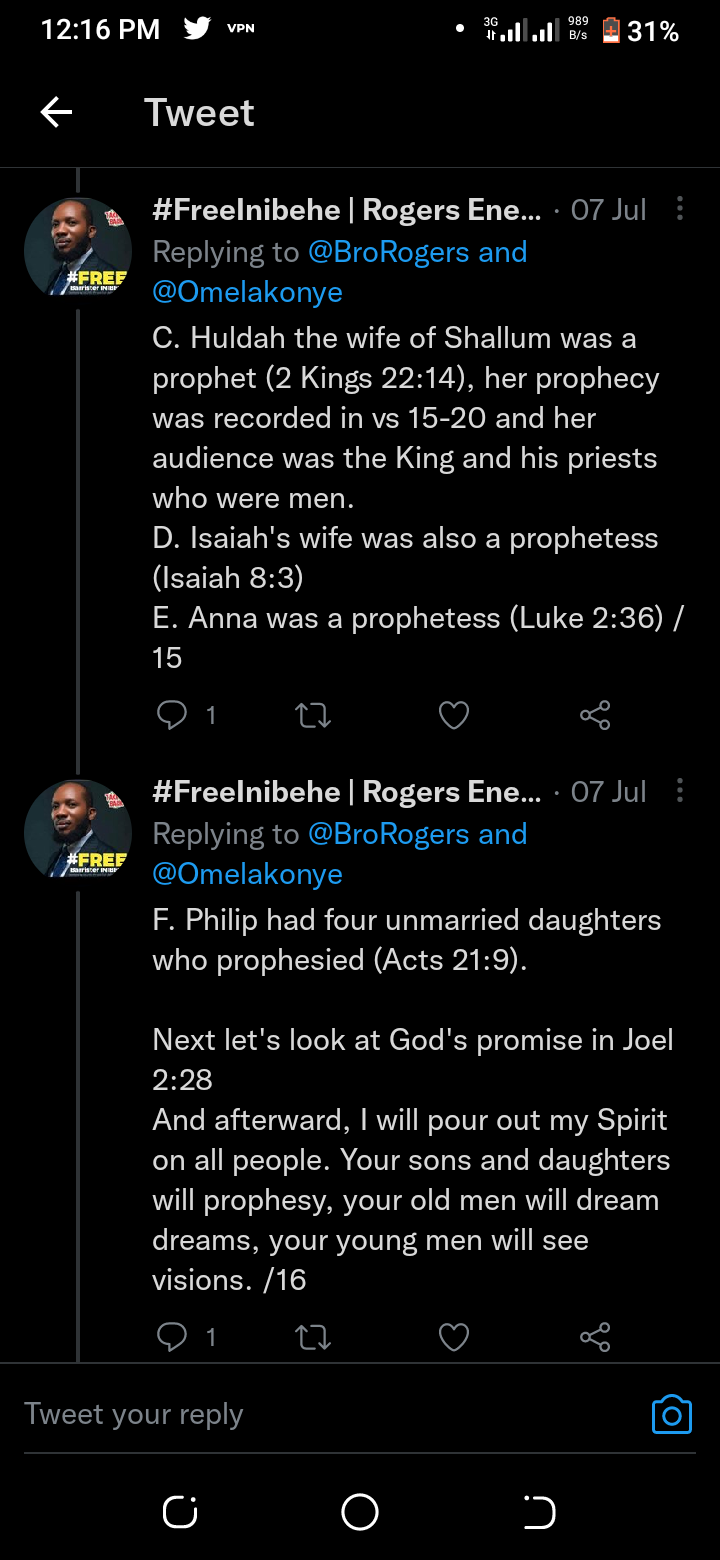 12:16 PM VPN 3G 989 B/s 31%
Tweet
#FreeInibehe | Rogers Ene... · 07 Jul
#FREE
Replying to @BroRogers and
@Omelakonye
C. Huldah the wife of Shallum was a
prophet (2 Kings 22:14), her prophecy
was recorded in vs 15-20 and her
audience was the King and his priests
who were men.
D. Isaiah's wife was also a prophetess
(Isaiah 8:3)
E. Anna was a prophetess (Luke 2:36) /
15
1
#FreeInibehe | Rogers Ene... · 07 Jul
#FREE
Replying to @BroRogers and
@Omelakonye
F. Philip had four unmarried daughters
who prophesied (Acts 21:9).
Next let's look at God's promise in Joel
2:28
And afterward, I will pour out my Spirit
on all people. Your sons and daughters
will prophesy, your old men will dream
dreams, your young men will see
visions. /16
1
Tweet your reply